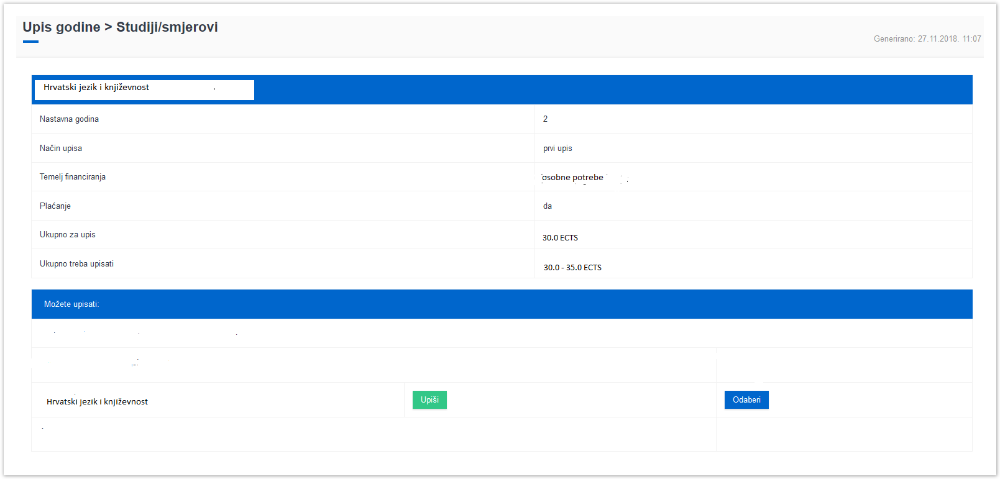 Upis godine > Studiji/smjerovi
Generirano: 27.11.2018. 11:07
Hrvatski jezik i književnost
Nastavna godina 2
Način upisa prvi upis
Temelj financiranja osobne potrebe
Plaćanje da
Ukupno za upis 30.0 ECTS
Ukupno treba upisati 30.0 - 35.0 ECTS
Možete upisati:
Hrvatski jezik i književnost Upiši Odaberi